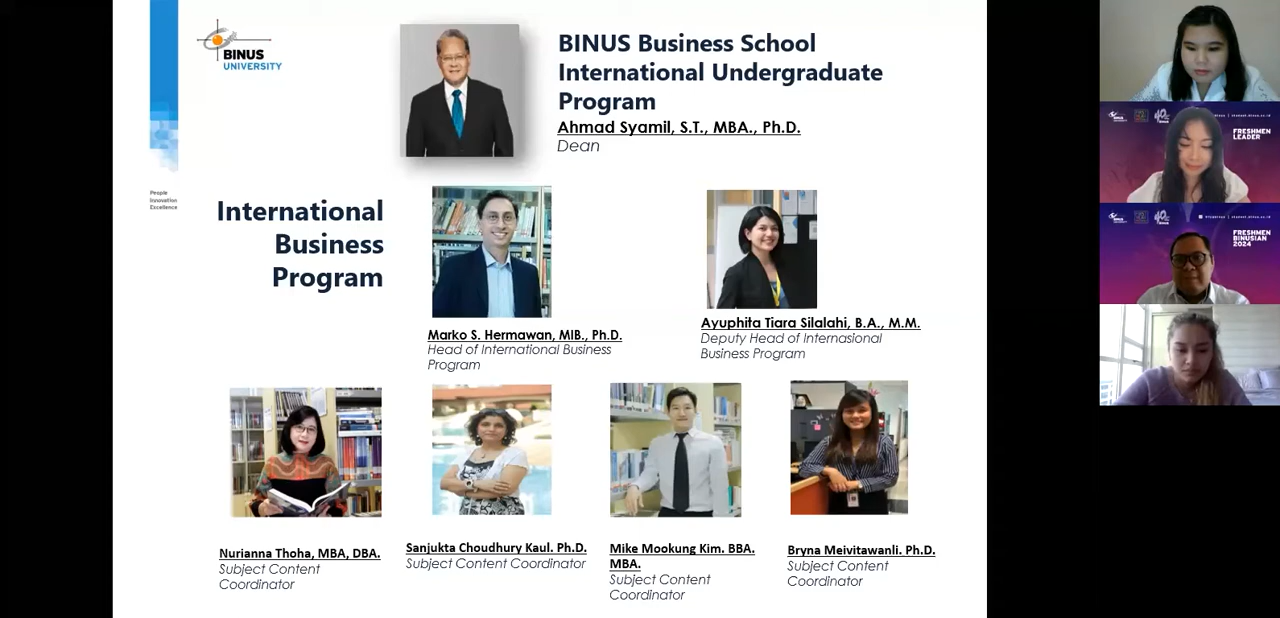 BINUS
UNIVERSITY
People
Innovation
Excellence
BINUS Business School
International Undergraduate
Program
Ahmad Syamil, S.T., MBA., Ph.D.
Dean
International
Business
Program
Marko S. Hermawan, MIB., Ph.D.
Head of International Business
Program
Ayuphita Tiara Silalahi, B.A., M.M.
Deputy Head of Internasional
Business Program
Nurianna Thoha, MBA, DBA.
Subject Content
Coordinator
Sanjukta Choudhury Kaul. Ph.D.
Subject Content Coordinator
Mike Mookung Kim. BBA.
MBA.
Subject Content
Coordinator
Bryna Meivitawanli. Ph.D.
Subject Content
Coordinator
FRESHMEN
LEADER
FRESHMEN
BINUSIAN
2024